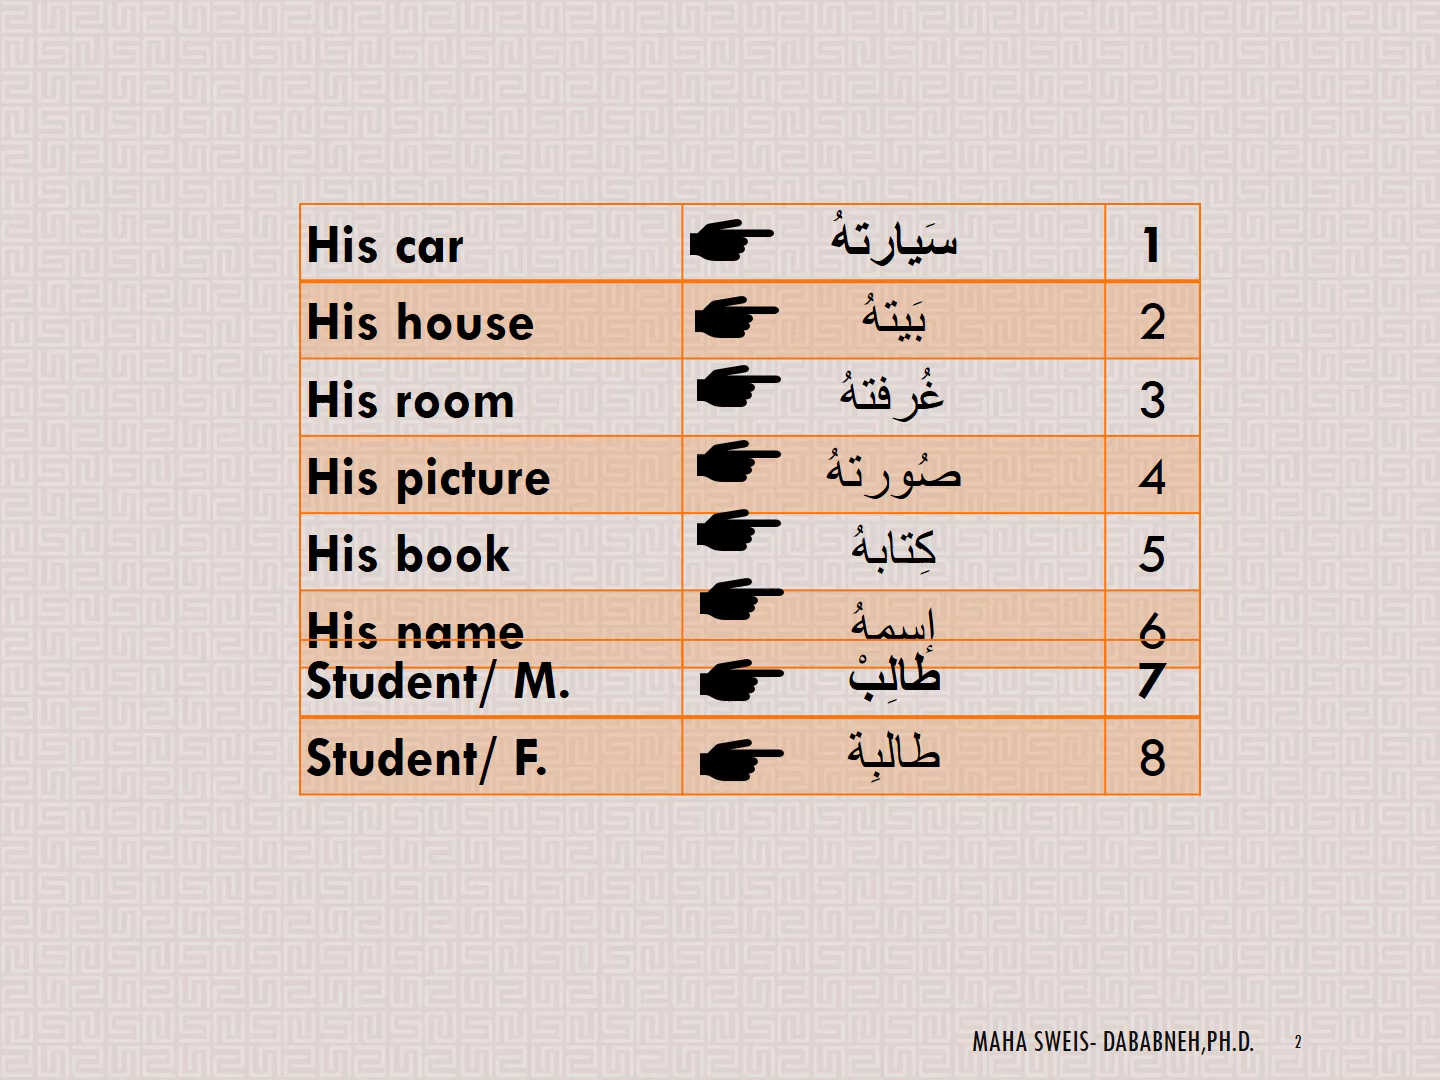 His car سَيارتهُ 1
His house بَيتهُ 2
His room غُرفتهُ 3
His picture صُورتهُ 4
His book كِتابهُ 5
His name إسمهُ 6
Student/ M. طالِبْ 7
Student/ F. طالبِة 8
MAHA SWEIS- DABABNEH,PH.D. 2